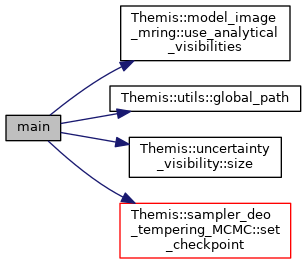 Themis::model_image
_mring::use_analytical
_visibilities
Themis::utils::global_path
main
Themis::uncertainty
_visibility::size
Themis::sampler_deo
_tempering_MCMC::set
_checkpoint